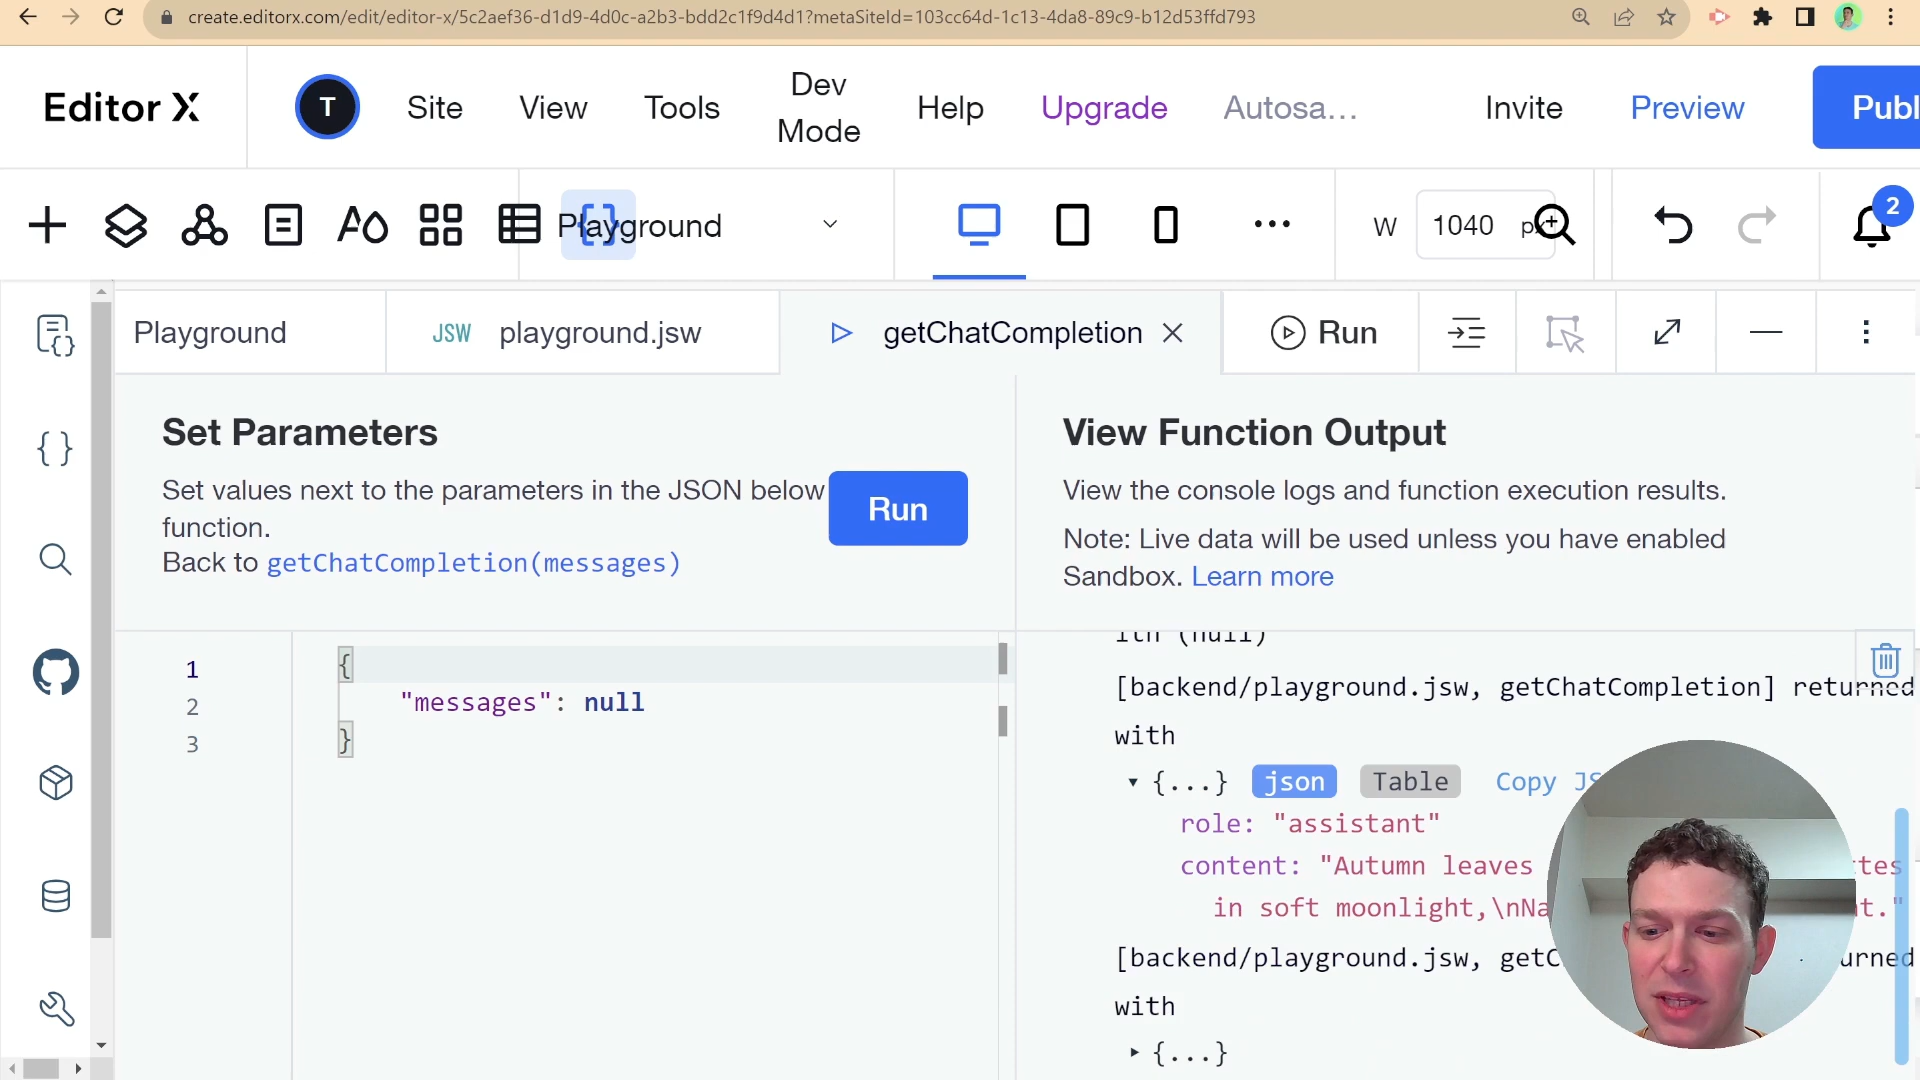 create.editorx.com/edit/editor-x/5c2aef36-d1d9-4d0c-a2b3-bdd2c1f9d4d1?metaSiteId=103cc64d-1c13-4da8-89c9-b12d53ffd793
Editor X
T
Site
View
Tools
Dev
Mode
Help
Upgrade
Autosa...
Invite
Preview
Publ
Playground
W
1040
2
Playground
JSW playground.jsw
getChatCompletion
Run
Set Parameters
Set values next to the parameters in the JSON below
function.
Back to getChatCompletion(messages)
Run
View Function Output
View the console logs and function execution results.
Note: Live data will be used unless you have enabled
Sandbox. Learn more
1 {
2 "messages": null
3 }
ith (null)
[backend/playground.jsw, getChatCompletion] returned
with
{...} json Table Copy JS
role: "assistant"
content: "Autumn leaves
in soft moonlight,\nNa
[backend/playground.jsw, getC
with
{...}